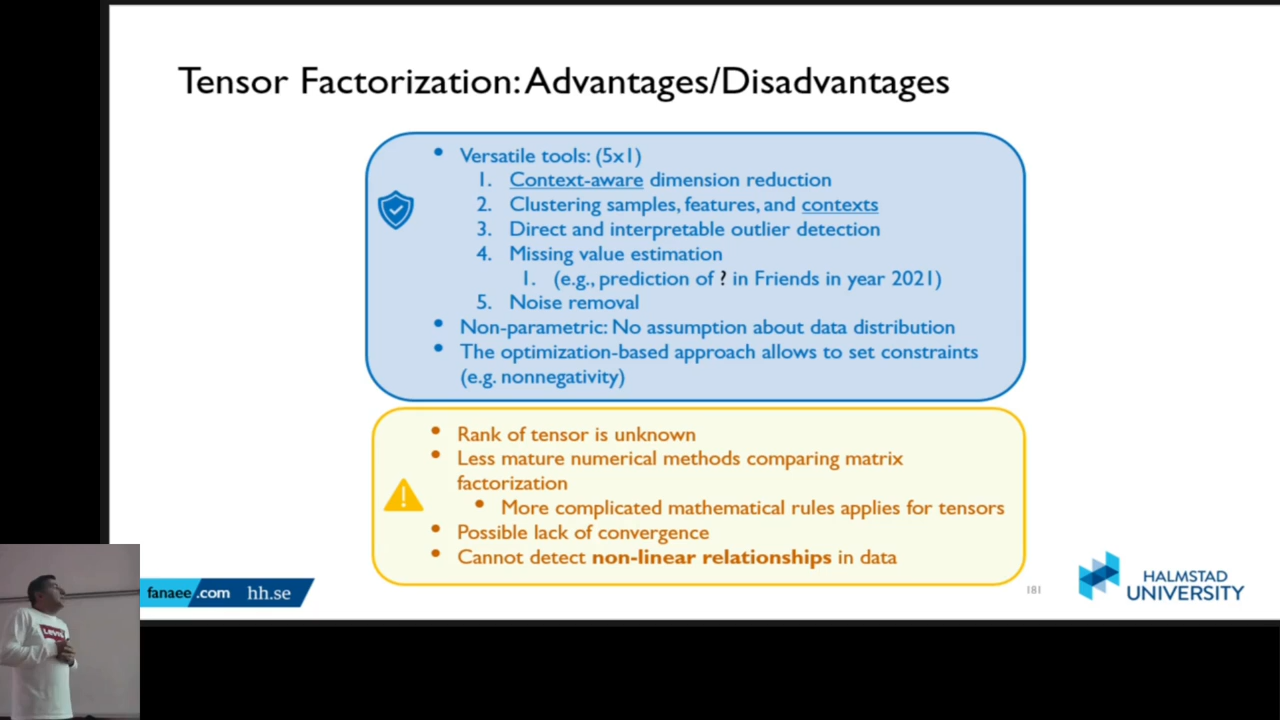 Tensor Factorization: Advantages/Disadvantages
• Versatile tools: (5x1)
1. Context-aware dimension reduction
2. Clustering samples, features, and contexts
3. Direct and interpretable outlier detection
4. Missing value estimation
1. (e.g., prediction of ? in Friends in year 2021)
5. Noise removal
• Non-parametric: No assumption about data distribution
• The optimization-based approach allows to set constraints
(e.g. nonnegativity)
• Rank of tensor is unknown
• Less mature numerical methods comparing matrix
factorization
• More complicated mathematical rules applies for tensors
• Possible lack of convergence
• Cannot detect non-linear relationships in data
fanaee.com hh.se
181
HALMSTAD
UNIVERSITY
LEVI'S